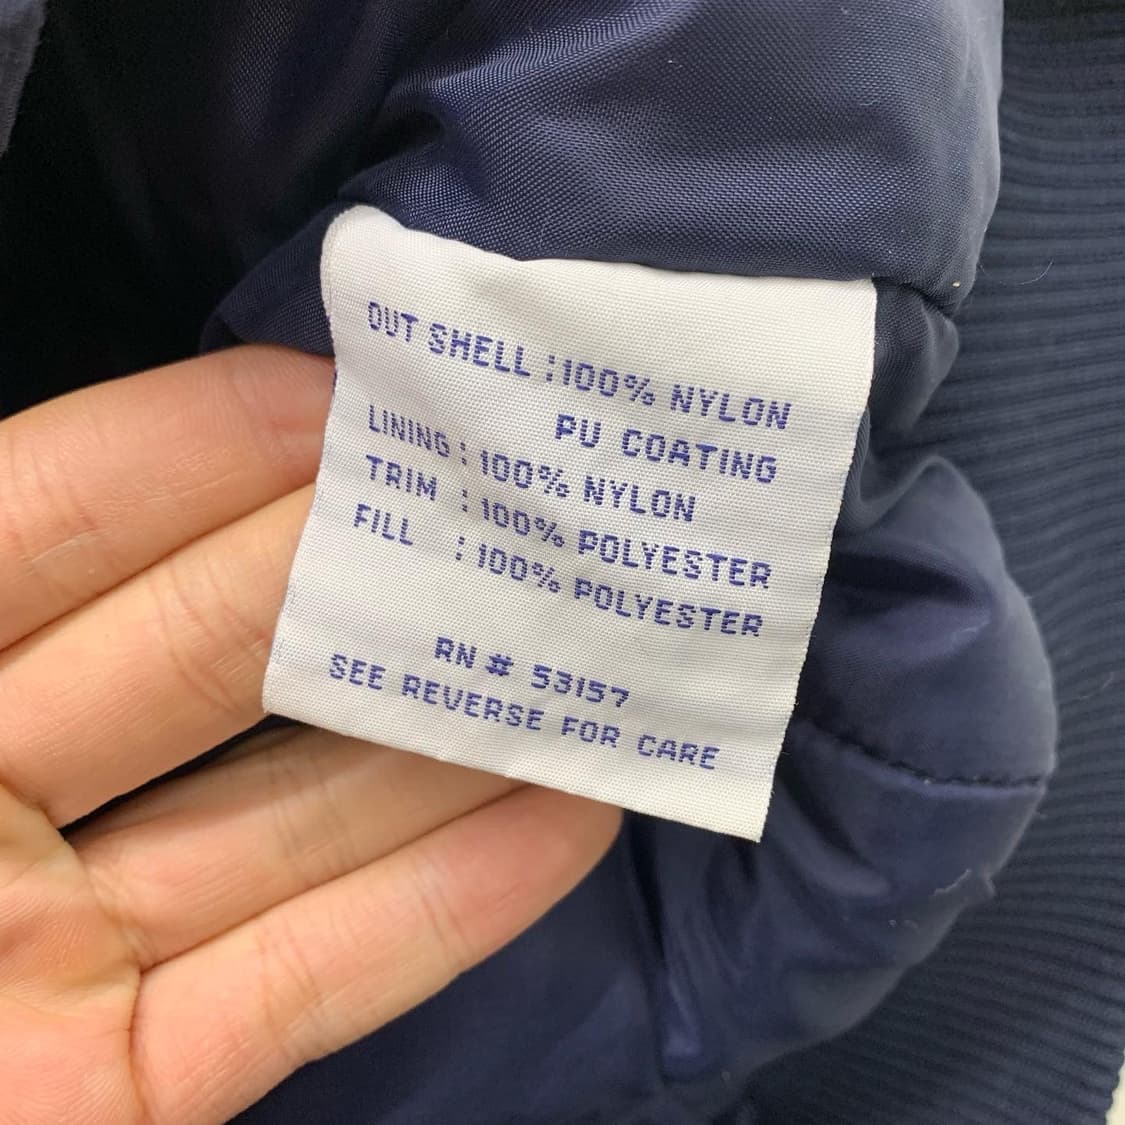 OUT SHELL : 100% NYLON
PU COATING
LINING : 100% NYLON
TRIM : 100% POLYESTER
FILL : 100% POLYESTER
RN # 53157
SEE REVERSE FOR CARE